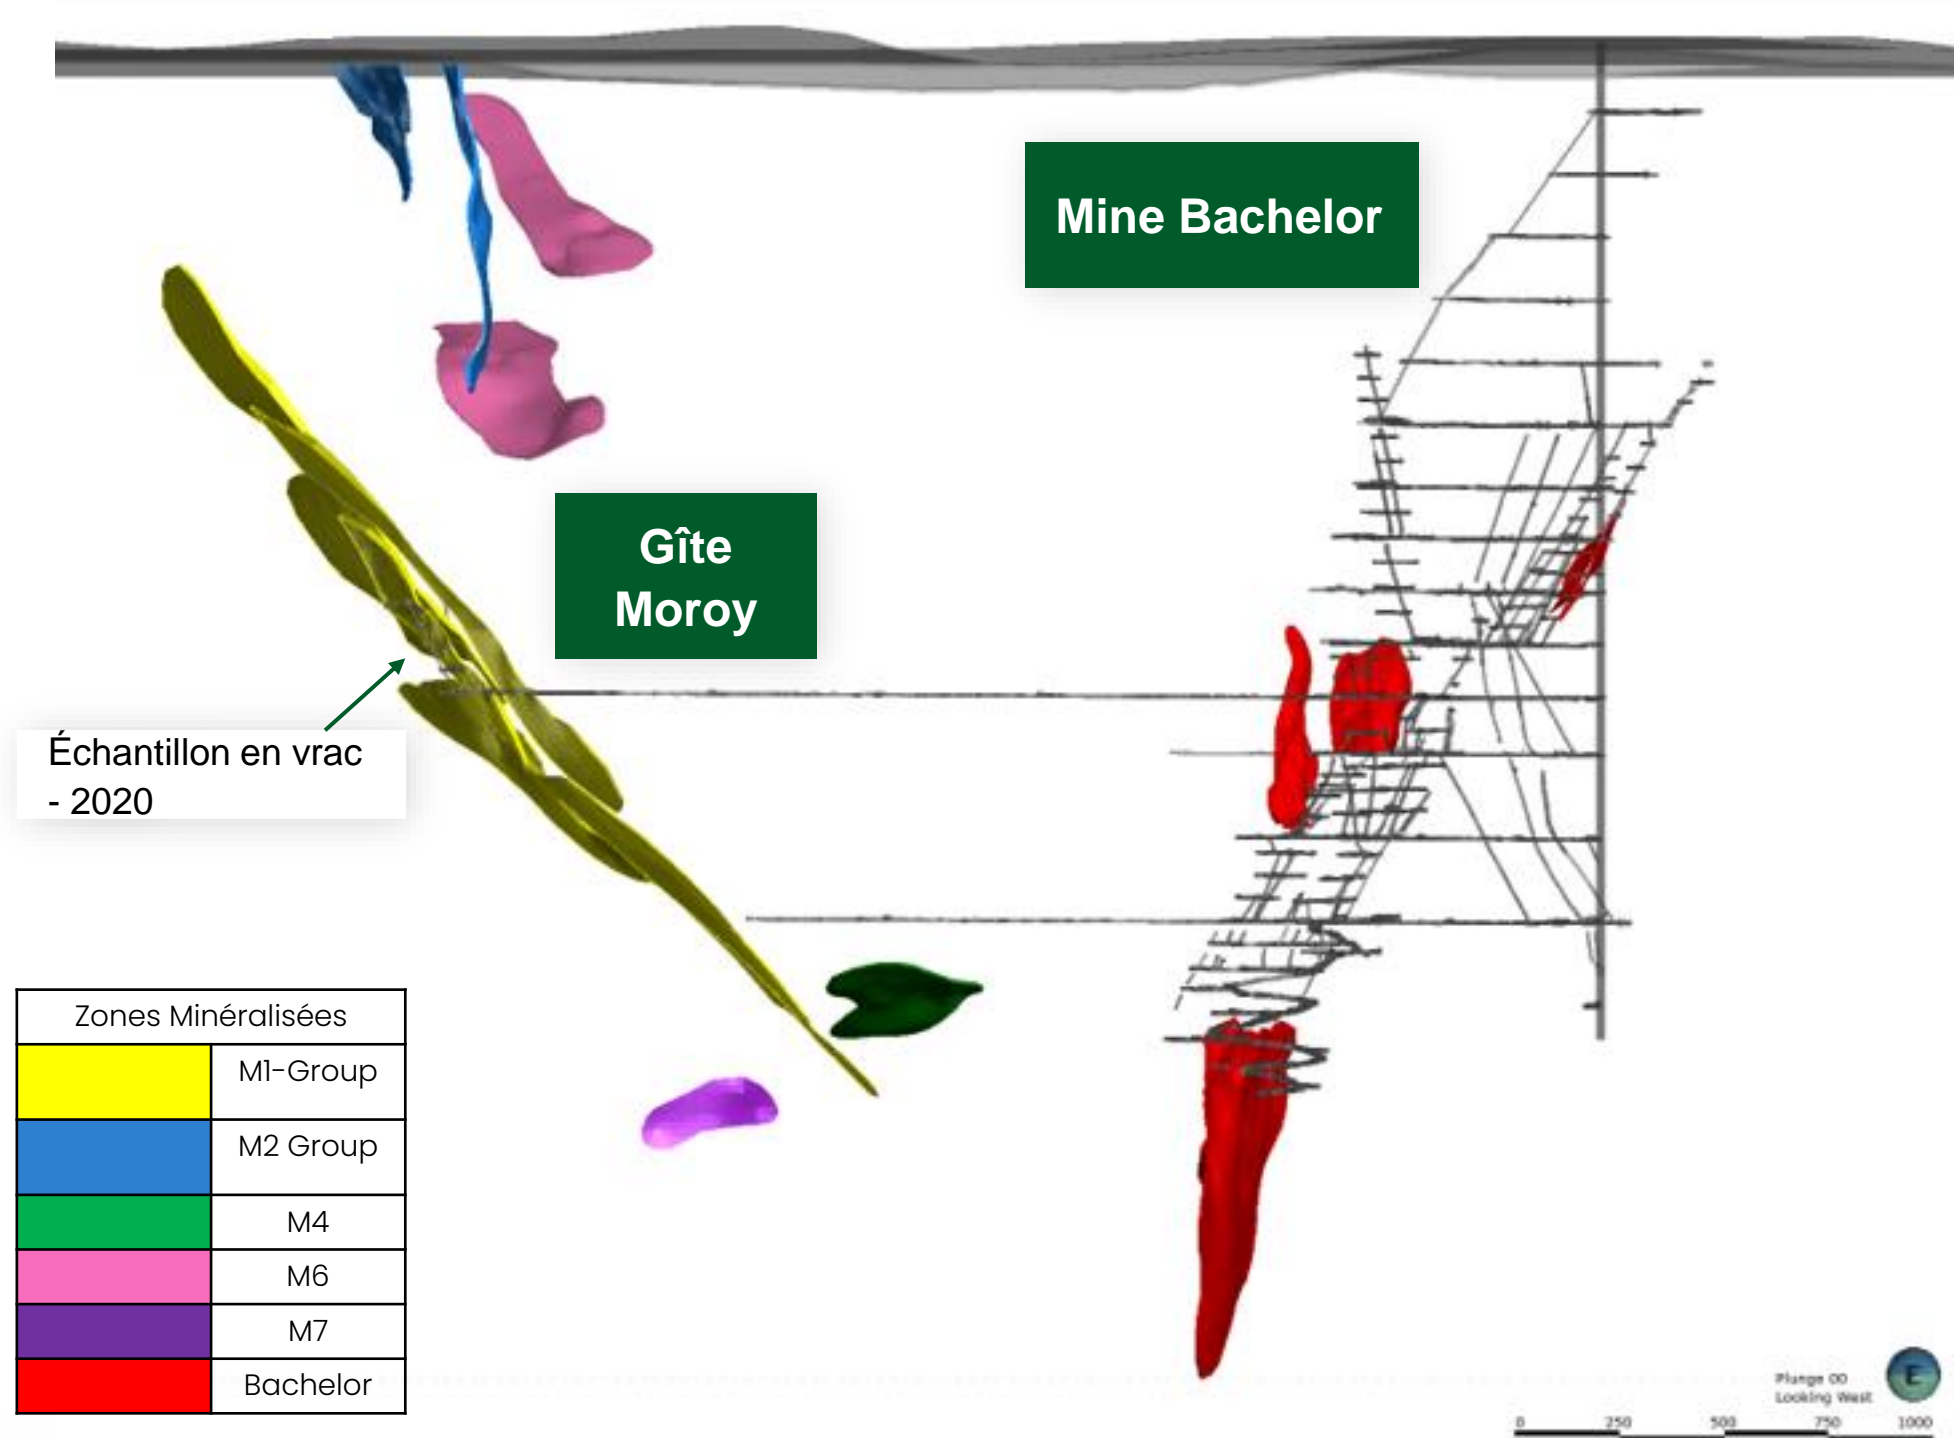 Mine Bachelor
Gîte
Moroy
Échantillon en vrac
- 2020
Zones Minéralisées
M1-Group
M2 Group
M4
M6
M7
Bachelor
Plunge 00
Looking West
E
0 250 500 750 1000